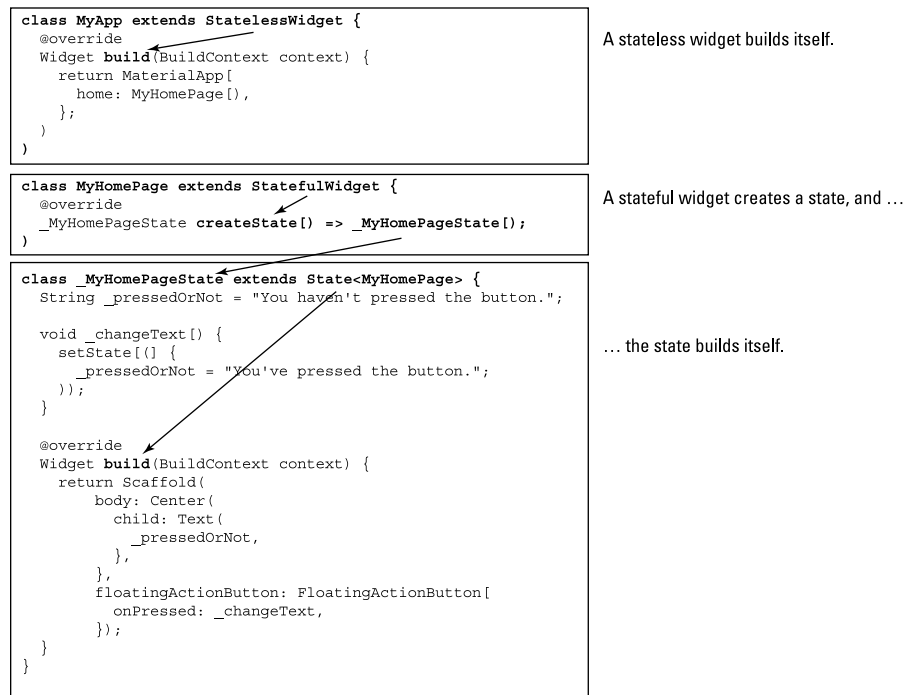 class MyApp extends StatelessWidget {
  @override
  Widget build(BuildContext context) {
    return MaterialApp[
      home: MyHomePage[),
    };
  )
)
A stateless widget builds itself.
class MyHomePage extends StatefulWidget {
  @override
  _MyHomePageState createState[) => _MyHomePageState[);
)
A stateful widget creates a state, and …
class _MyHomePageState extends State<MyHomePage> {
  String _pressedOrNot = "You haven't pressed the button.";
  void _changeText[) {
    setState[(] {
      _pressedOrNot = "You've pressed the button.";
    ));
  }
  @override
  Widget build(BuildContext context) {
    return Scaffold(
        body: Center(
          child: Text(
            _pressedOrNot,
          },
        },
        floatingActionButton: FloatingActionButton[
          onPressed: _changeText,
        });
  }
}
… the state builds itself.